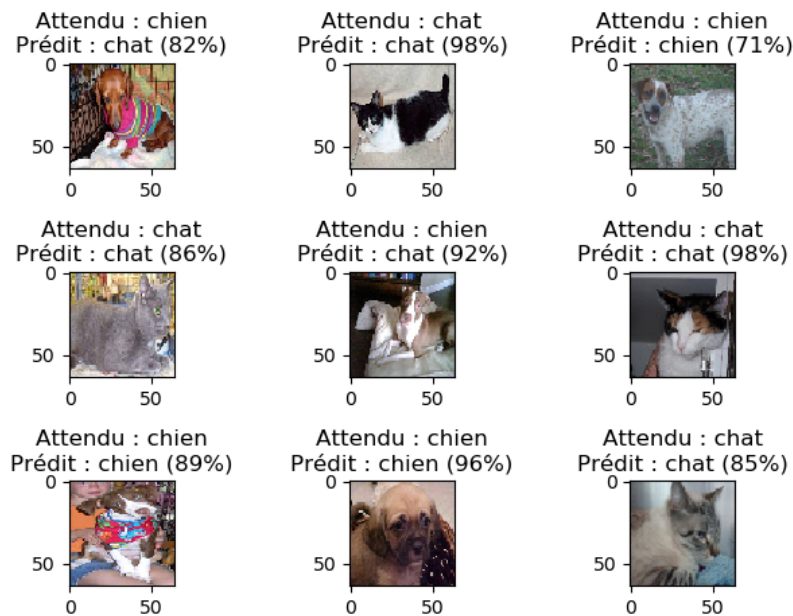 Attendu : chien
Prédit : chat (82%)
Attendu : chat
Prédit : chat (98%)
Attendu : chien
Prédit : chien (71%)
0
50
0 50
0
50
0 50
0
50
0 50
Attendu : chat
Prédit : chat (86%)
Attendu : chien
Prédit : chat (92%)
Attendu : chat
Prédit : chat (98%)
0
50
0 50
0
50
0 50
0
50
0 50
Attendu : chien
Prédit : chien (89%)
Attendu : chien
Prédit : chien (96%)
Attendu : chat
Prédit : chat (85%)
0
50
0 50
0
50
0 50
0
50
0 50